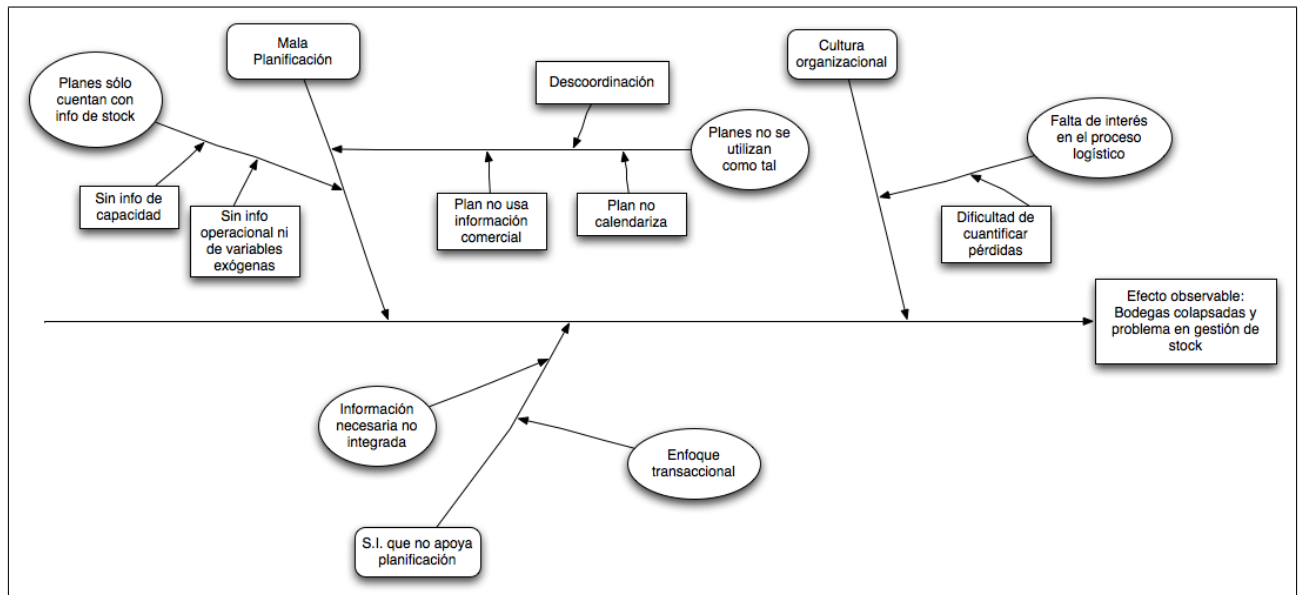 Mala
Planificación
Cultura
organizacional
Planes sólo
cuentan con
info de stock
Descoordinación
Planes no se
utilizan
como tal
Falta de interés
en el proceso
logístico
Sin info de
capacidad
Sin info
operacional ni
de variables
exógenas
Plan no usa
información
comercial
Plan no
calendariza
Dificultad de
cuantificar
pérdidas
Efecto observable:
Bodegas colapsadas y
problema en gestión de
stock
Información
necesaria no
integrada
Enfoque
transaccional
S.I. que no apoya
planificación